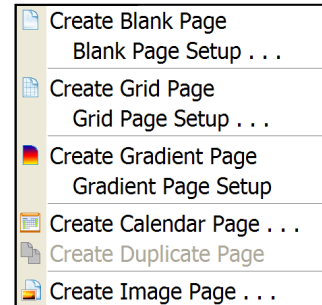 Create Blank Page
Blank Page Setup . . .
Create Grid Page
Grid Page Setup . . .
Create Gradient Page
Gradient Page Setup
Create Calendar Page . . .
Create Duplicate Page
Create Image Page . . .